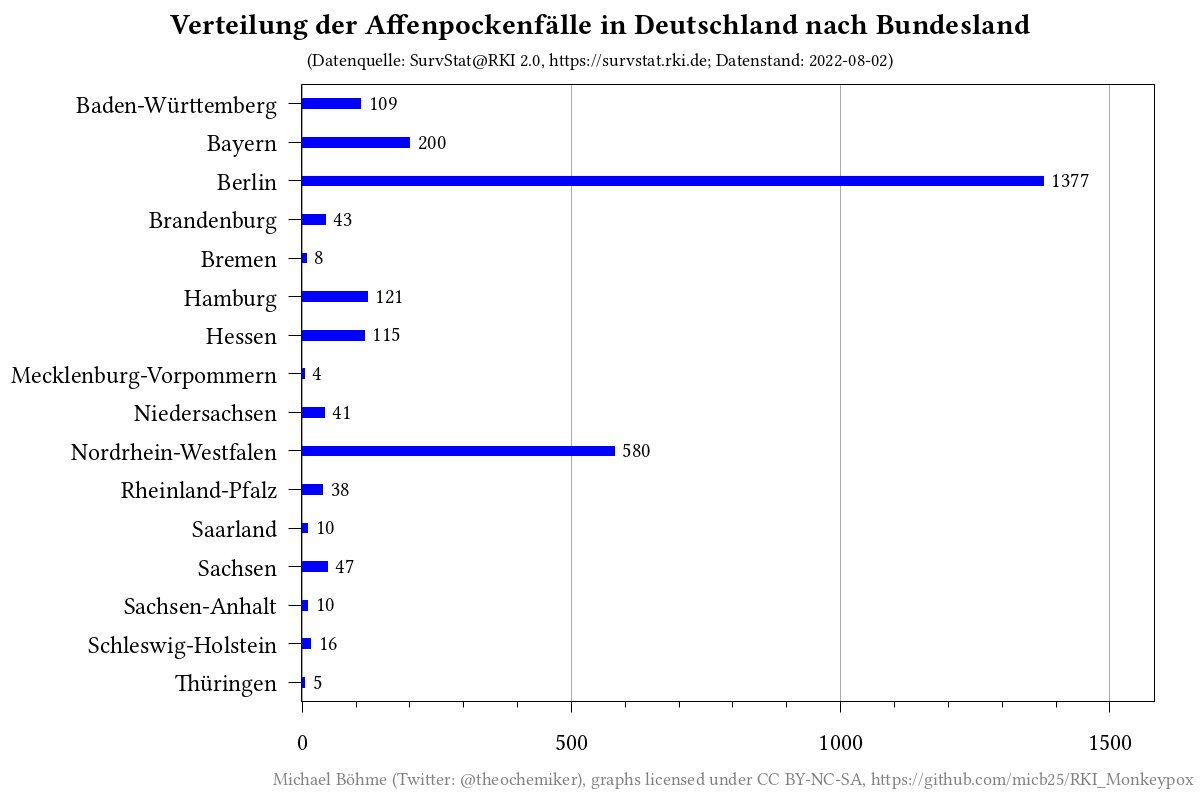 Verteilung der Affenpockenfälle in Deutschland nach Bundesland
(Datenquelle: SurvStat@RKI 2.0, https://survstat.rki.de; Datenstand: 2022-08-02)
Baden-Württemberg 109
Bayern 200
Berlin 1377
Brandenburg 43
Bremen 8
Hamburg 121
Hessen 115
Mecklenburg-Vorpommern 4
Niedersachsen 41
Nordrhein-Westfalen 580
Rheinland-Pfalz 38
Saarland 10
Sachsen 47
Sachsen-Anhalt 10
Schleswig-Holstein 16
Thüringen 5
0 500 1000 1500
Michael Böhme (Twitter: @theochemiker), graphs licensed under CC BY-NC-SA, https://github.com/micb25/RKI_Monkeypox